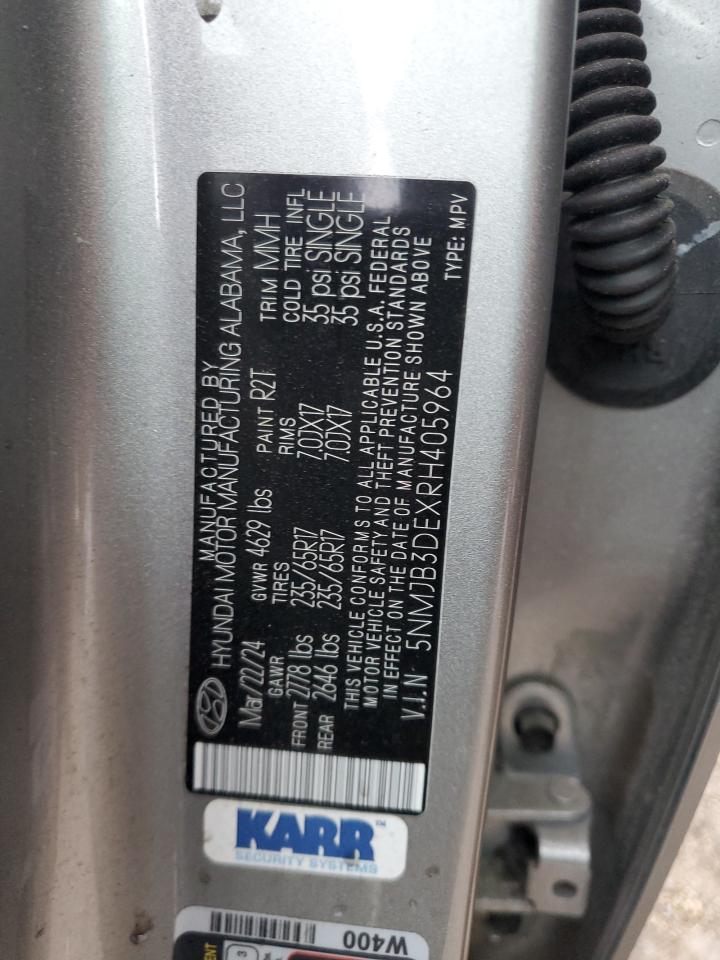 MANUFACTURED BY
HYUNDAI MOTOR MANUFACTURING ALABAMA, LLC
Mar/22/24 GVWR 4629 lbs PAINT R2T TRIM MMH
GAWR TIRES RIMS COLD TIRE INFL
FRONT 2778 lbs 235/65R17 7.0JX17 35 psi SINGLE
REAR 2646 lbs 235/65R17 7.0JX17 35 psi SINGLE
THIS VEHICLE CONFORMS TO ALL APPLICABLE U.S.A. FEDERAL
MOTOR VEHICLE SAFETY AND THEFT PREVENTION STANDARDS
IN EFFECT ON THE DATE OF MANUFACTURE SHOWN ABOVE
V.I.N 5NMJB3DEXRH405964
TYPE: MPV
KARR™
SECURITY SYSTEMS
W400
3